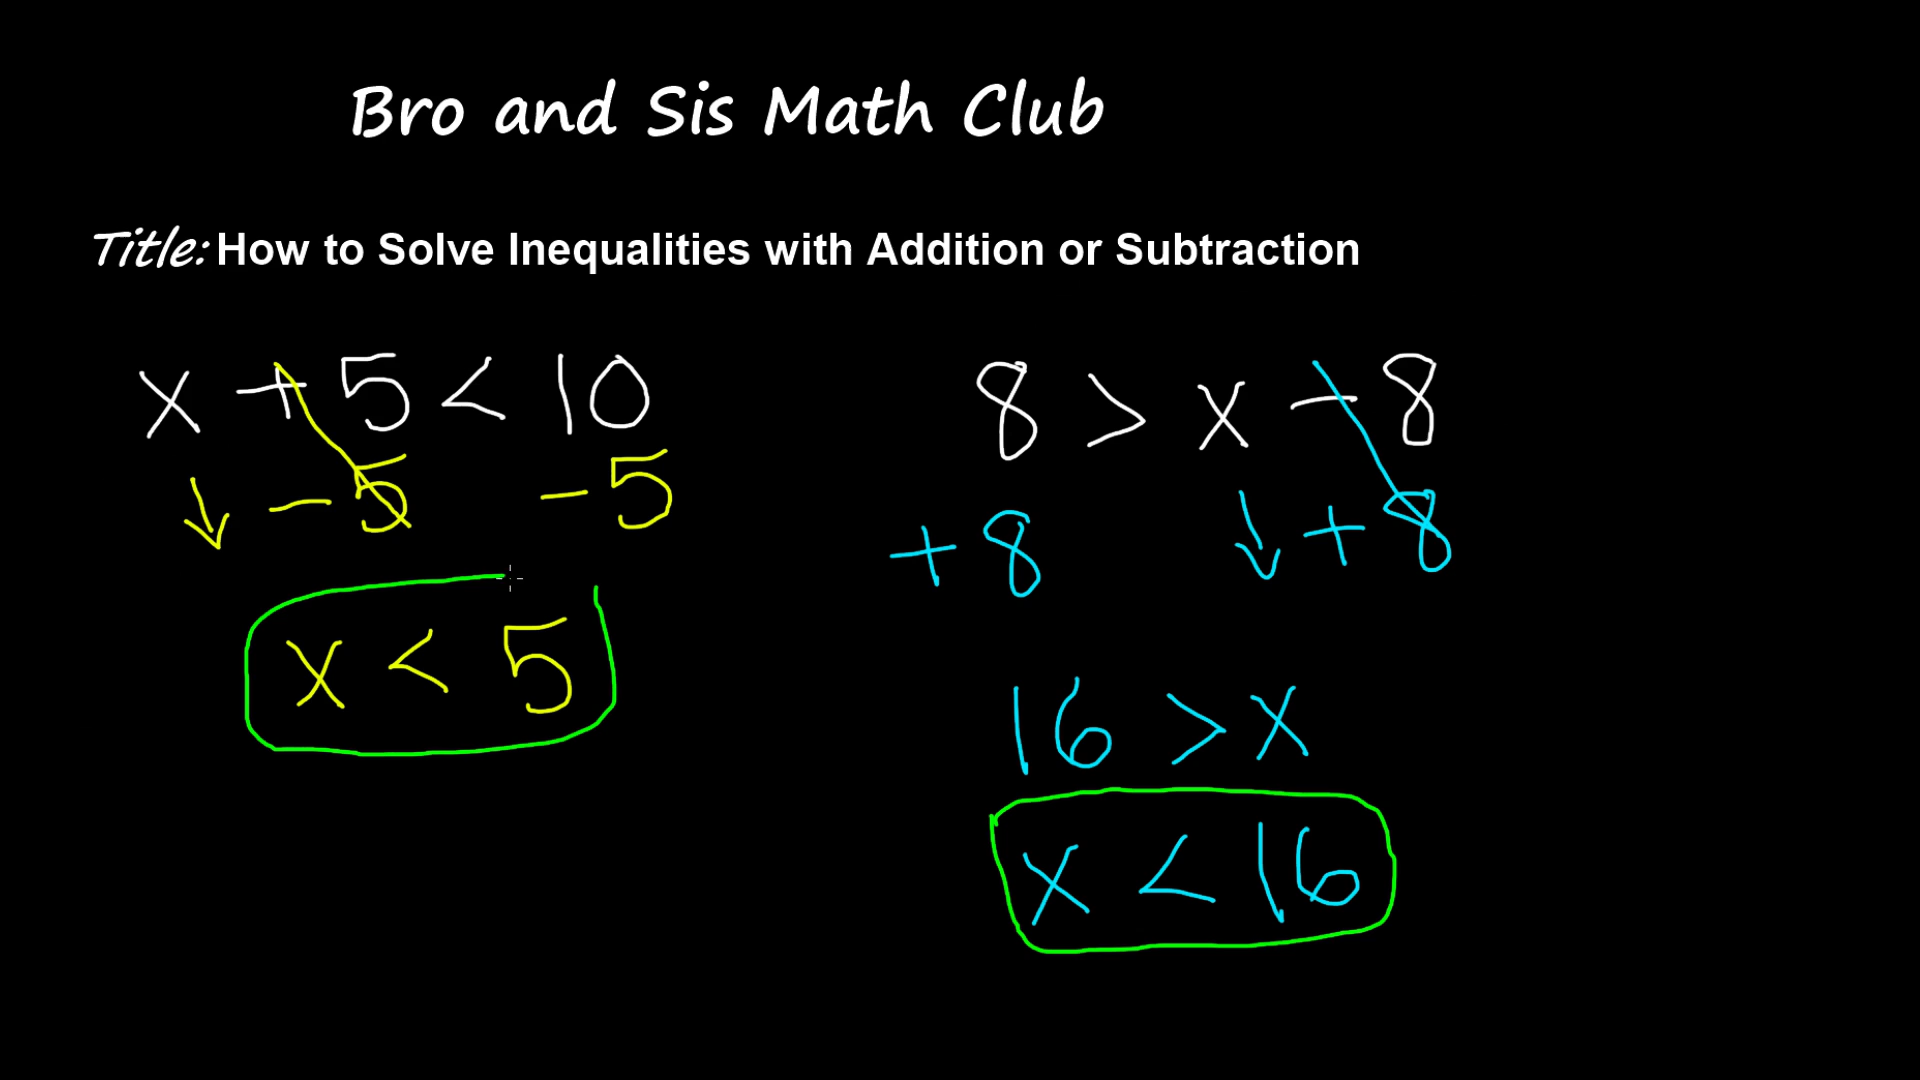 Bro and Sis Math Club
Title: How to Solve Inequalities with Addition or Subtraction
x + 5 < 10
- 5 - 5
x < 5
8 > x - 8
+ 8 + 8
16 > x
x < 16